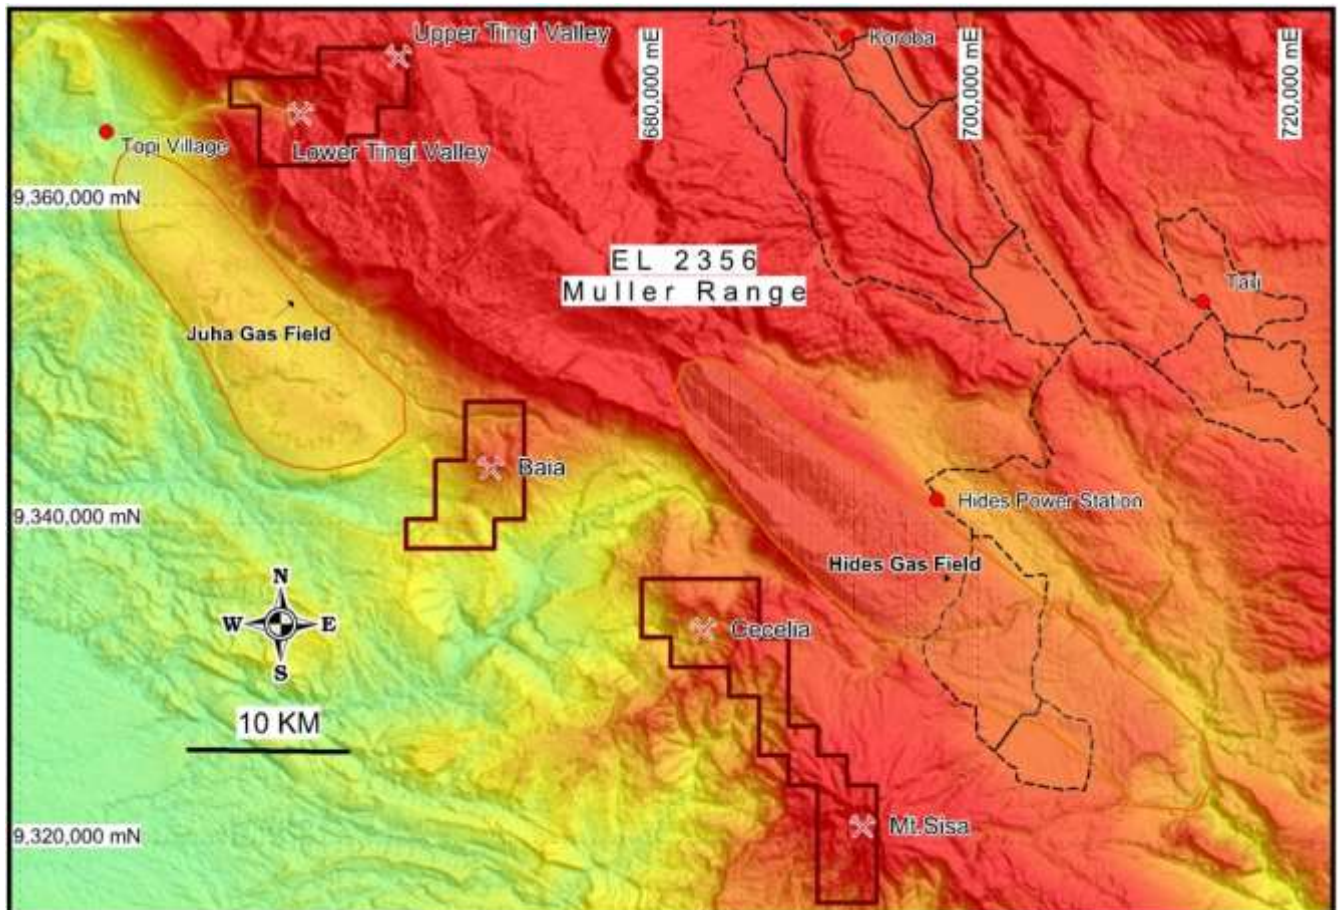 Upper Tingi Valley
Koroba
680,000 mE
700,000 mE
720,000 mE
Topi Village
Lower Tingi Valley
9,360,000 mN
EL 2356
Muller Range
Tari
Juha Gas Field
Baia
Hides Power Station
9,340,000 mN
Hides Gas Field
N
W E
S
Cecelia
10 KM
9,320,000 mN
Mt.Sisa